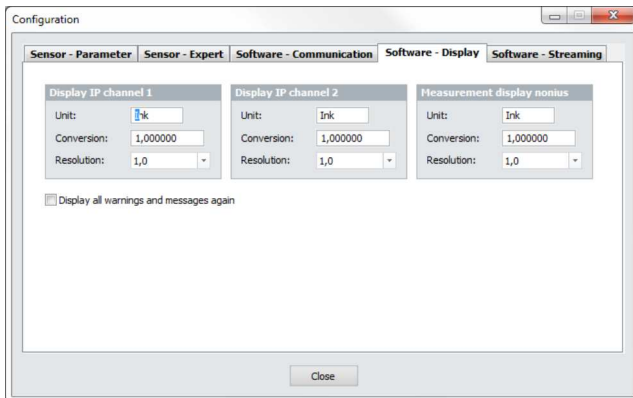 Configuration
Sensor - Parameter Sensor - Expert Software - Communication Software - Display Software - Streaming
Display IP channel 1 Display IP channel 2 Measurement display nonius
Unit: Ink Unit: Ink Unit: Ink
Conversion: 1,000000 Conversion: 1,000000 Conversion: 1,000000
Resolution: 1,0 Resolution: 1,0 Resolution: 1,0
Display all warnings and messages again
Close